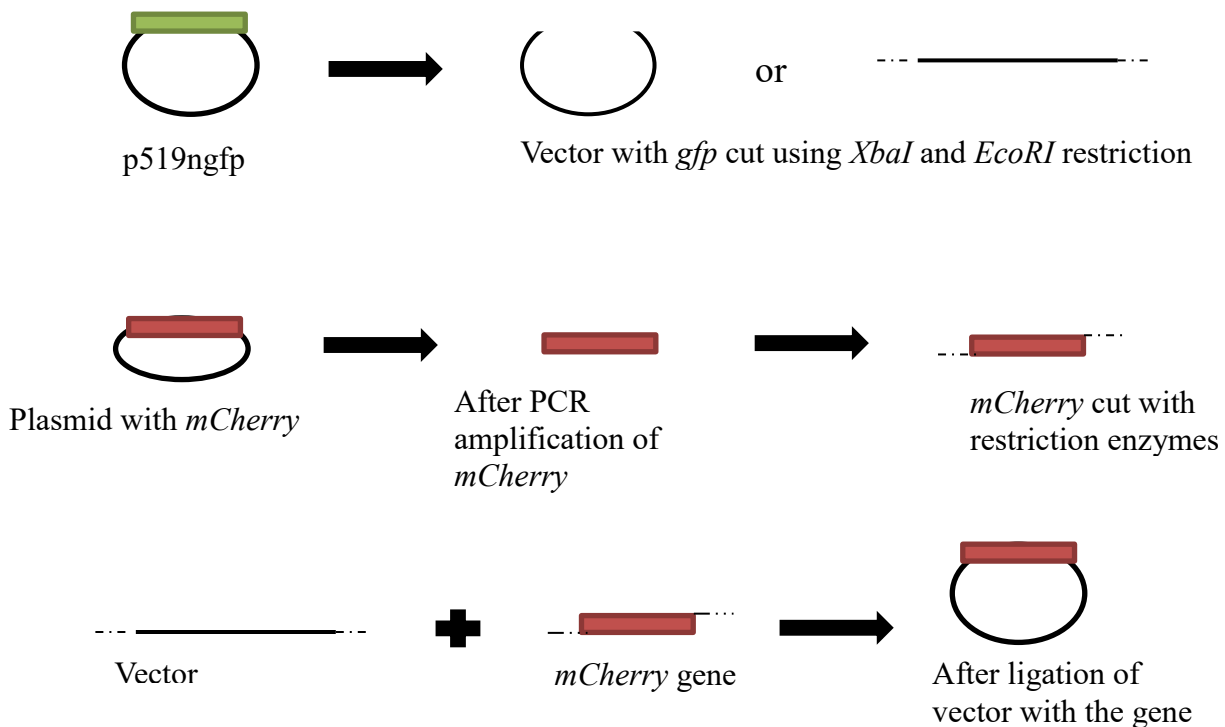 or
p519ngfp
Vector with gfp cut using XbaI and EcoRI restriction
Plasmid with mCherry
After PCR
amplification of
mCherry
mCherry cut with
restriction enzymes
Vector
mCherry gene
After ligation of
vector with the gene